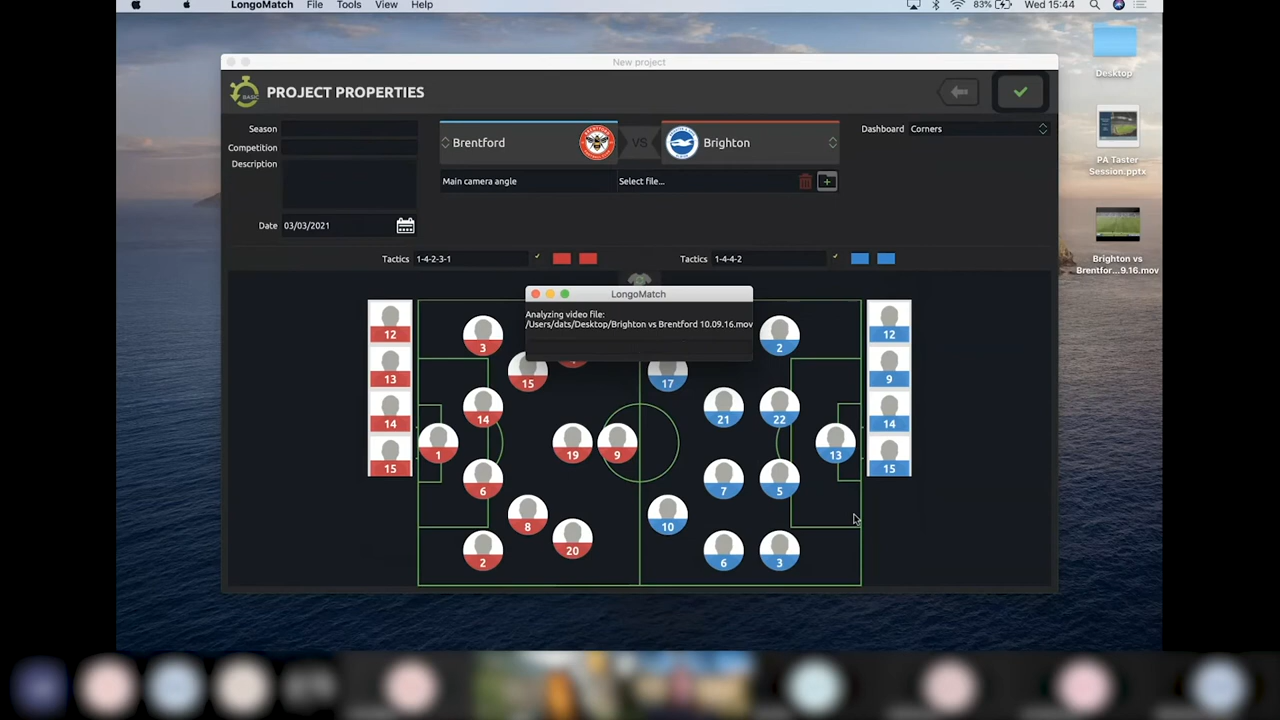 LongoMatch File Tools View Help 83% Wed 15:44
New project
PROJECT PROPERTIES
BASIC
Season
Competition
Description
Date 03/03/2021
Brentford VS Brighton
Main camera angle Select file...
Dashboard Corners
Tactics 1-4-2-3-1
Tactics 1-4-4-2
LongoMatch
Analyzing video file:
/Users/dats/Desktop/Brighton vs Brentford 10.09.16.mov
12
13
14
15
1
3
14
6
2
15
8
19
20
9
17
10
21
7
6
2
22
5
3
13
12
9
14
15
Desktop
PA Taster
Session.pptx
Brighton vs
Brentfor...9.16.mov